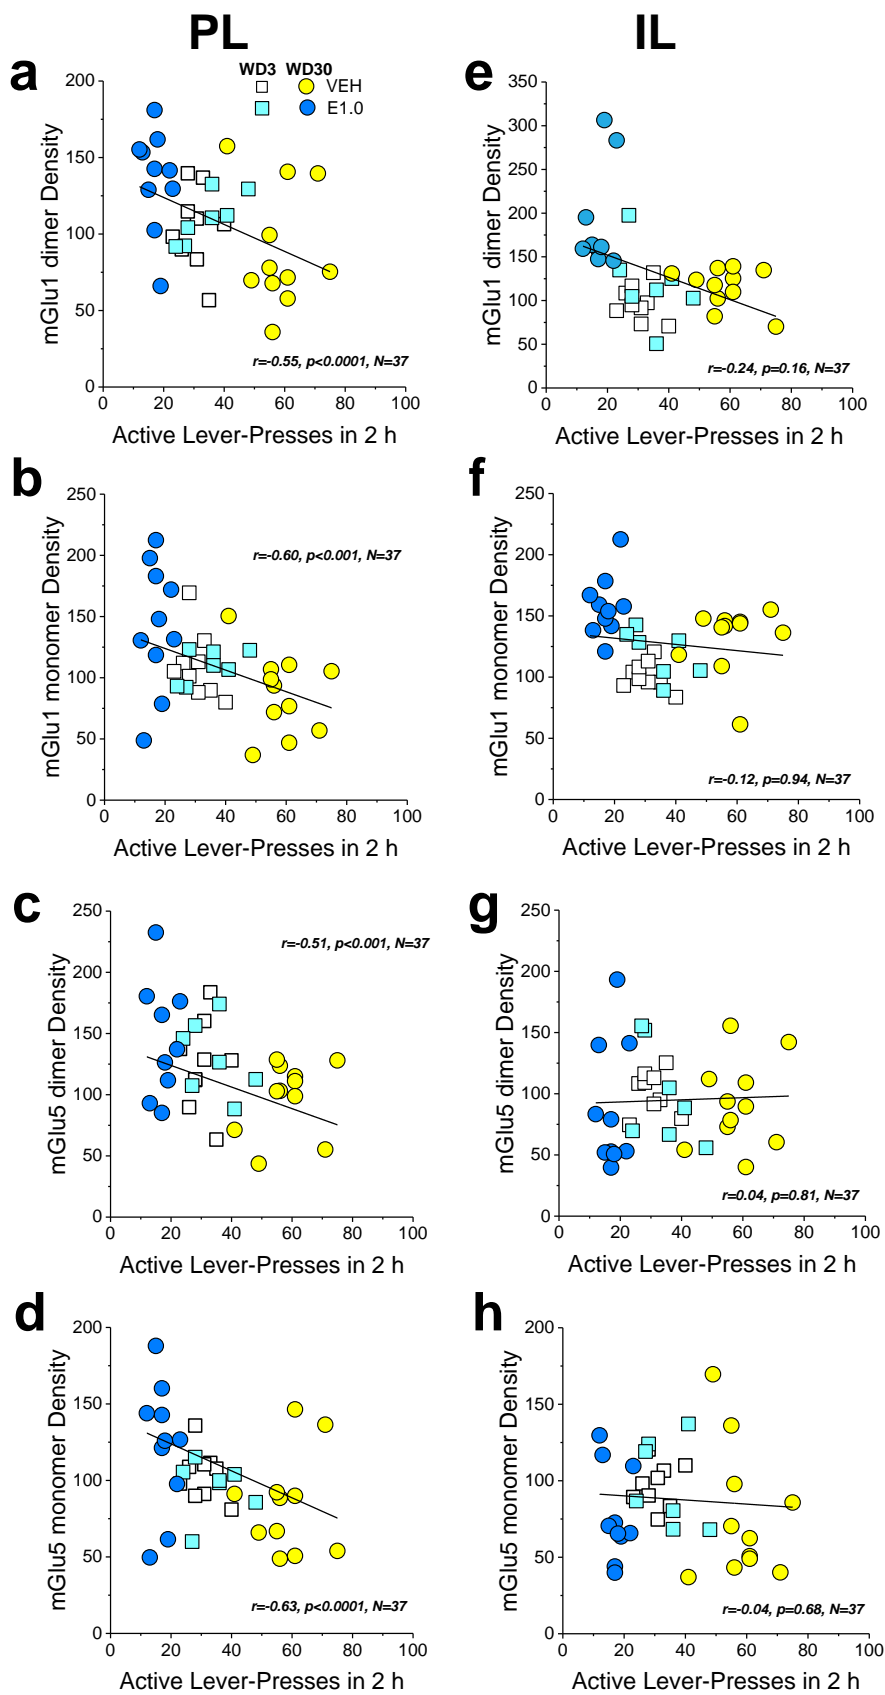 PL
IL
a
WD3 WD30
VEH
E1.0
200
150
100
50
0
mGlu1 dimer Density
r=-0.55, p<0.0001, N=37
0 20 40 60 80 100
Active Lever-Presses in 2 h
e
350
300
250
200
150
100
50
0
mGlu1 dimer Density
r=-0.24, p=0.16, N=37
0 20 40 60 80 100
Active Lever-Presses in 2 h
b
250
200
150
100
50
0
mGlu1 monomer Density
r=-0.60, p<0.001, N=37
0 20 40 60 80 100
Active Lever-Presses in 2 h
f
250
200
150
100
50
0
mGlu1 monomer Density
r=-0.12, p=0.94, N=37
0 20 40 60 80 100
Active Lever-Presses in 2 h
c
250
200
150
100
50
0
mGlu5 dimer Density
r=-0.51, p<0.001, N=37
0 20 40 60 80 100
Active Lever-Presses in 2 h
g
250
200
150
100
50
0
mGlu5 dimer Density
r=0.04, p=0.81, N=37
0 20 40 60 80 100
Active Lever-Presses in 2 h
d
200
150
100
50
0
mGlu5 monomer Density
r=-0.63, p<0.0001, N=37
0 20 40 60 80 100
Active Lever-Presses in 2 h
h
200
150
100
50
0
mGlu5 monomer Density
r=-0.04, p=0.68, N=37
0 20 40 60 80 100
Active Lever-Presses in 2 h